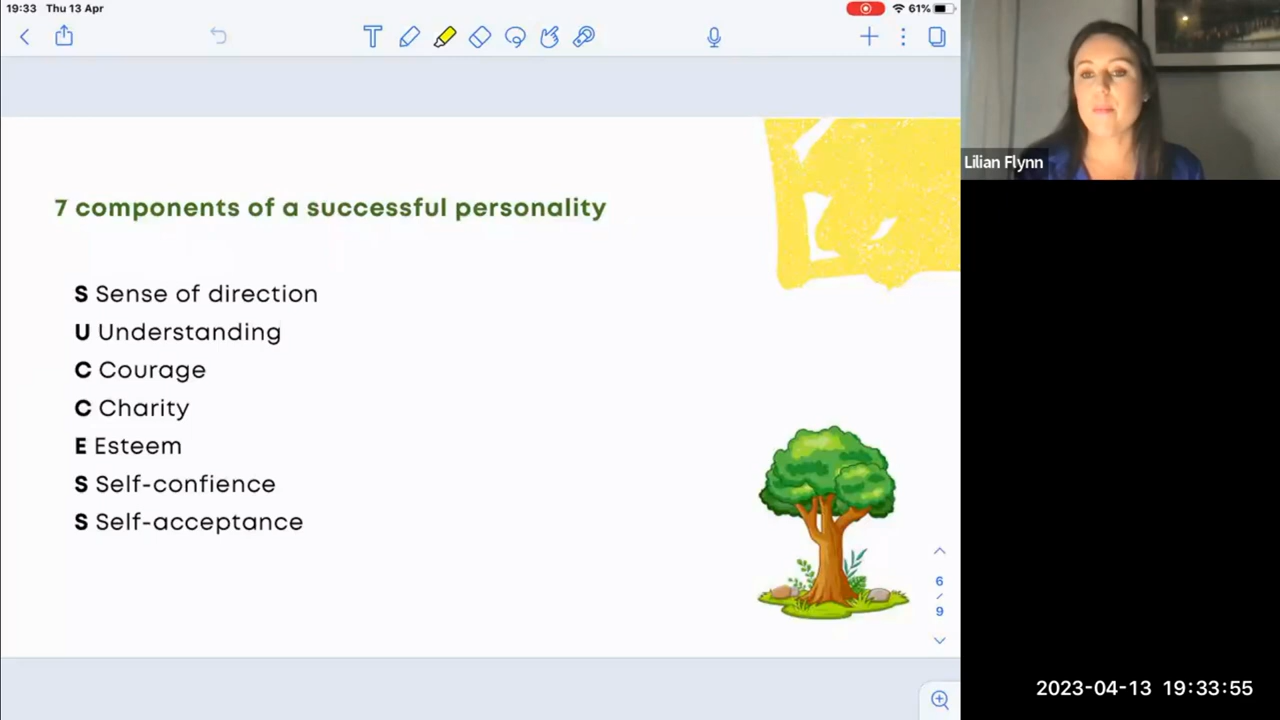 19:33 Thu 13 Apr
61%
7 components of a successful personality
S Sense of direction
U Understanding
C Courage
C Charity
E Esteem
S Self-confience
S Self-acceptance
6
/
9
Lilian Flynn
2023-04-13 19:33:55